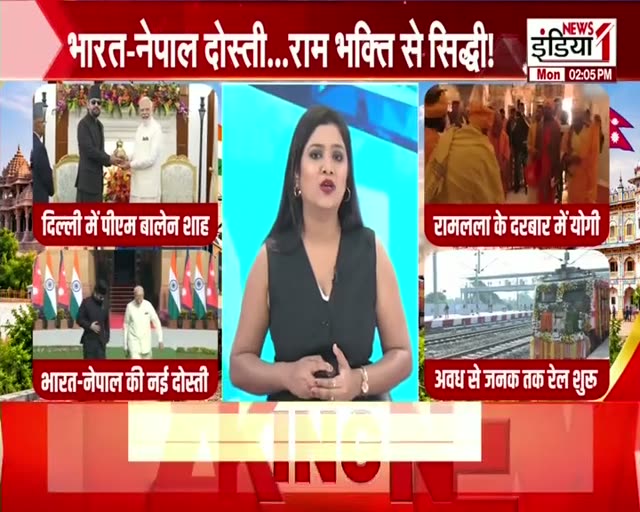 भारत-नेपाल दोस्ती...राम भक्ति से सिद्धी!
NEWS
इंडिया 1
Mon 02:05 PM
दिल्ली में पीएम बालेन शाह
रामलला के दरबार में योगी
भारत-नेपाल की नई दोस्ती
अवध से जनक तक रेल शुरू